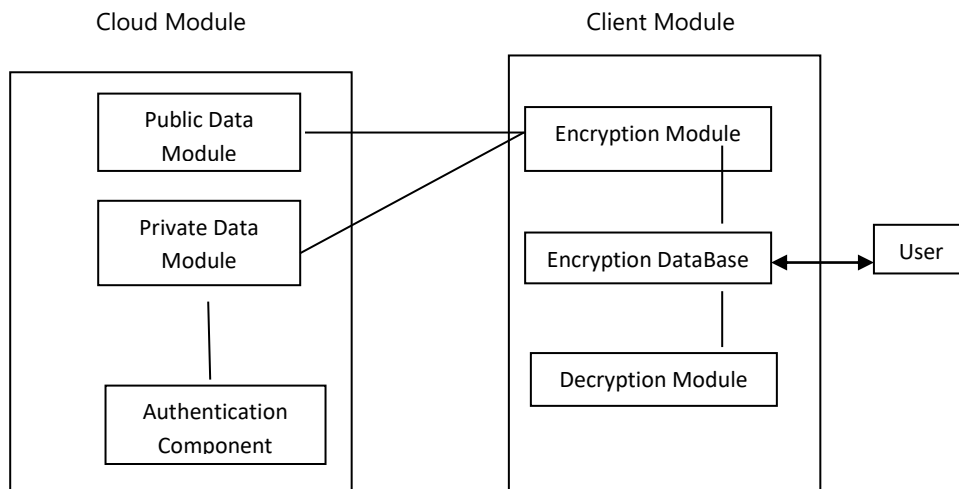 Cloud Module
Client Module
Public Data
Module
Private Data
Module
Authentication
Component
Encryption Module
Encryption DataBase
Decryption Module
User